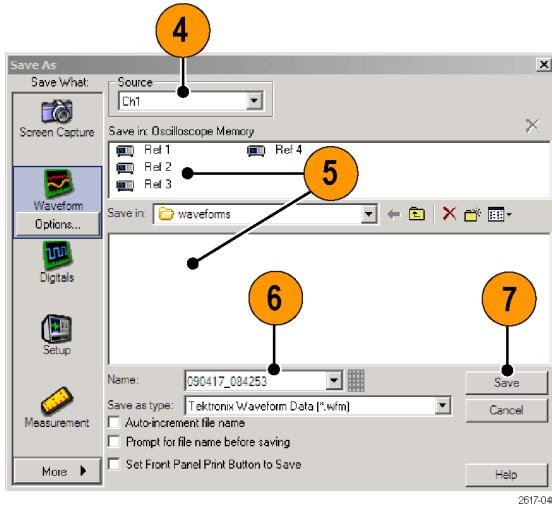 4
Save As
Save What:
Source
Ch1
Screen Capture
Save in: Oscilloscope Memory
Ref 1
Ref 4
Ref 2
Ref 3
5
Waveform
Options...
Save in:
waveforms
Digitals
6
7
Setup
Name:
090417_084253
Save
Save as type:
Tektronix Waveform Data (*.wfm)
Cancel
Measurement
Auto-increment file name
Prompt for file name before saving
Set Front Panel Print Button to Save
More
Help
2617-04